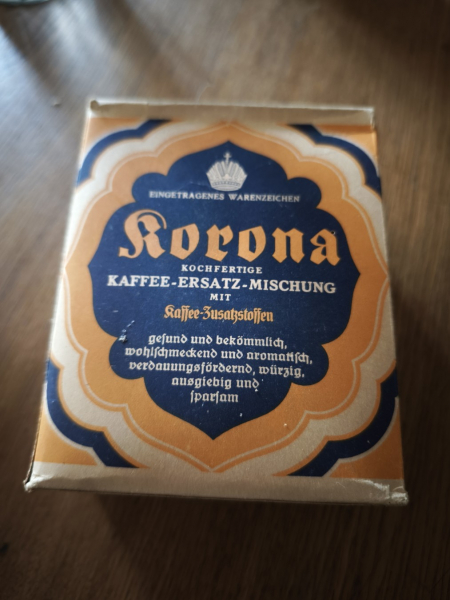 EINGETRAGENES WARENZEICHEN
Korona
KOCHFERTIGE
KAFFEE-ERSATZ-MISCHUNG
MIT
Kaffee-Zusatzstoffen
geſund und bekömmlich,
wohlſchmeckend und aromatiſch,
verdauungsfördernd, würzig,
ausgiebig und
ſparſam